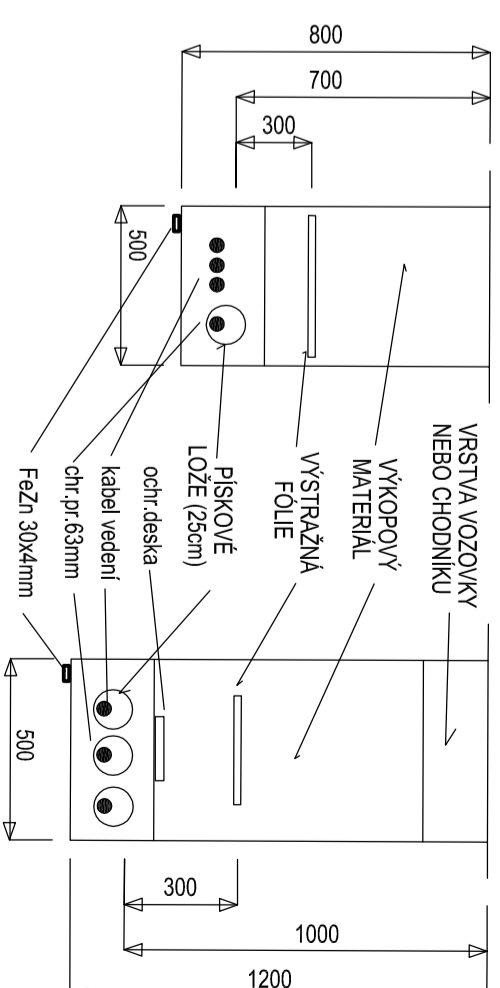 800
700
300
500
VRSTVA VOZOVKY
NEBO CHODNÍKU
VÝKOPOVÝ
MATERIÁL
VÝSTRAŽNÁ
FÓLIE
PÍSKOVÉ
LOŽE (25cm)
ochr.deska
kabel vedení
chr.pr.63mm
FeZn 30x4mm
500
300
1000
1200